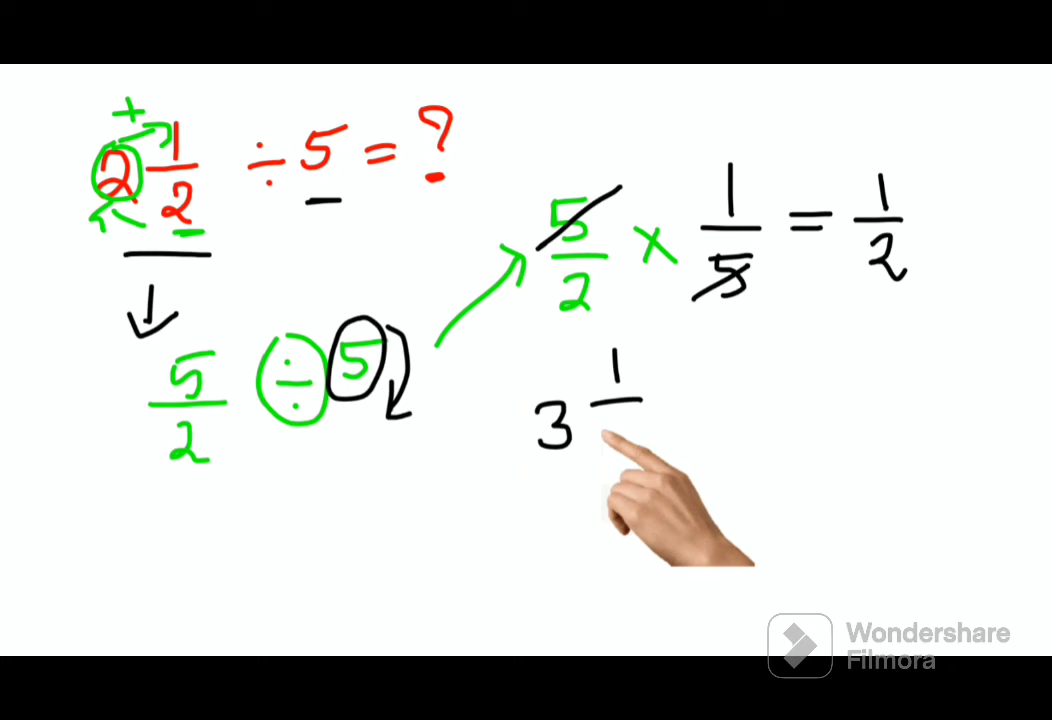 +
2 1/2 ÷ 5 = ?
5/2 × 1/5 = 1/2
5/2 ÷ 5
3 1/
Wondershare
Filmora